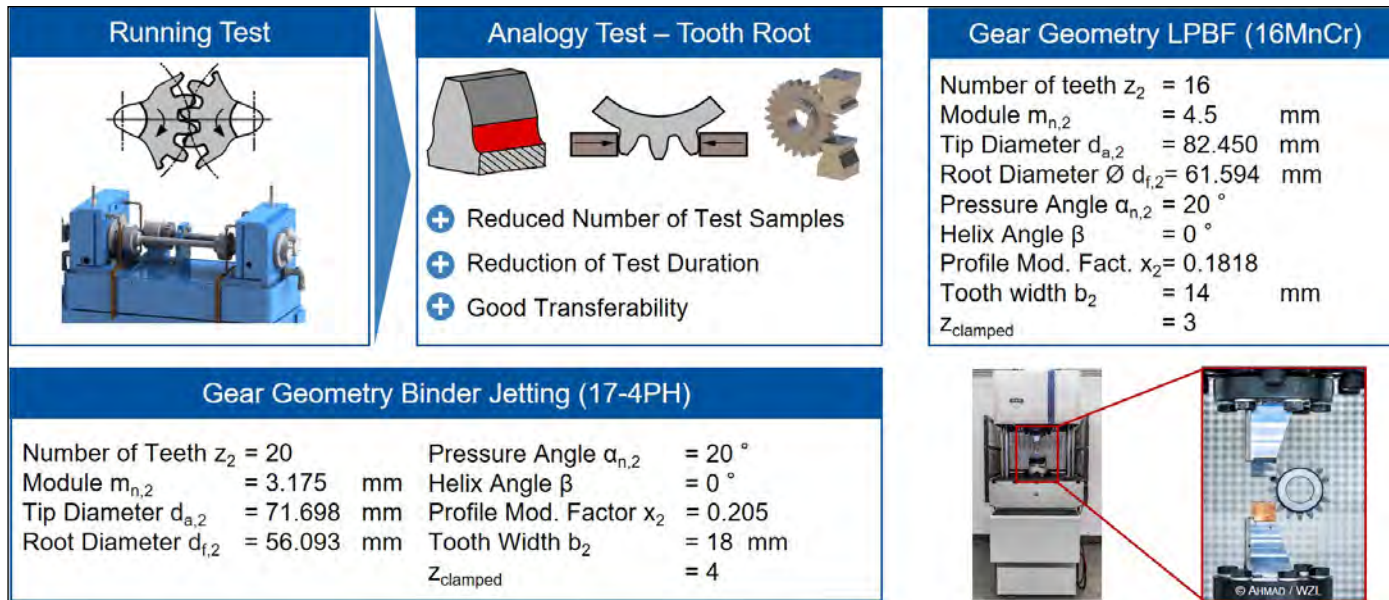 Running Test
Analogy Test – Tooth Root
Reduced Number of Test Samples
Reduction of Test Duration
Good Transferability
Gear Geometry LPBF (16MnCr)
Number of teeth z2 = 16
Module mn,2 = 4.5 mm
Tip Diameter da,2 = 82.450 mm
Root Diameter Ø df,2= 61.594 mm
Pressure Angle αn,2 = 20 °
Helix Angle β = 0 °
Profile Mod. Fact. x2= 0.1818
Tooth width b2 = 14 mm
zclamped = 3
Gear Geometry Binder Jetting (17-4PH)
Number of Teeth z2 = 20
Module mn,2 = 3.175 mm
Tip Diameter da,2 = 71.698 mm
Root Diameter df,2 = 56.093 mm
Pressure Angle αn,2 = 20 °
Helix Angle β = 0 °
Profile Mod. Factor x2 = 0.205
Tooth Width b2 = 18 mm
zclamped = 4
© AHMAD / WZL